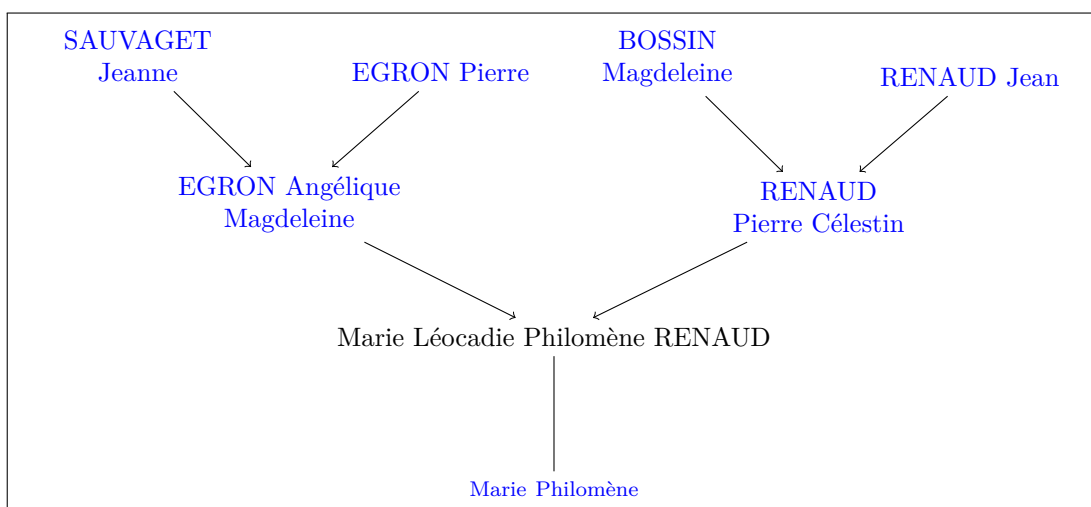 SAUVAGET
Jeanne
EGRON Pierre
BOSSIN
Magdeleine
RENAUD Jean
EGRON Angélique
Magdeleine
RENAUD
Pierre Célestin
Marie Léocadie Philomène RENAUD
Marie Philomène